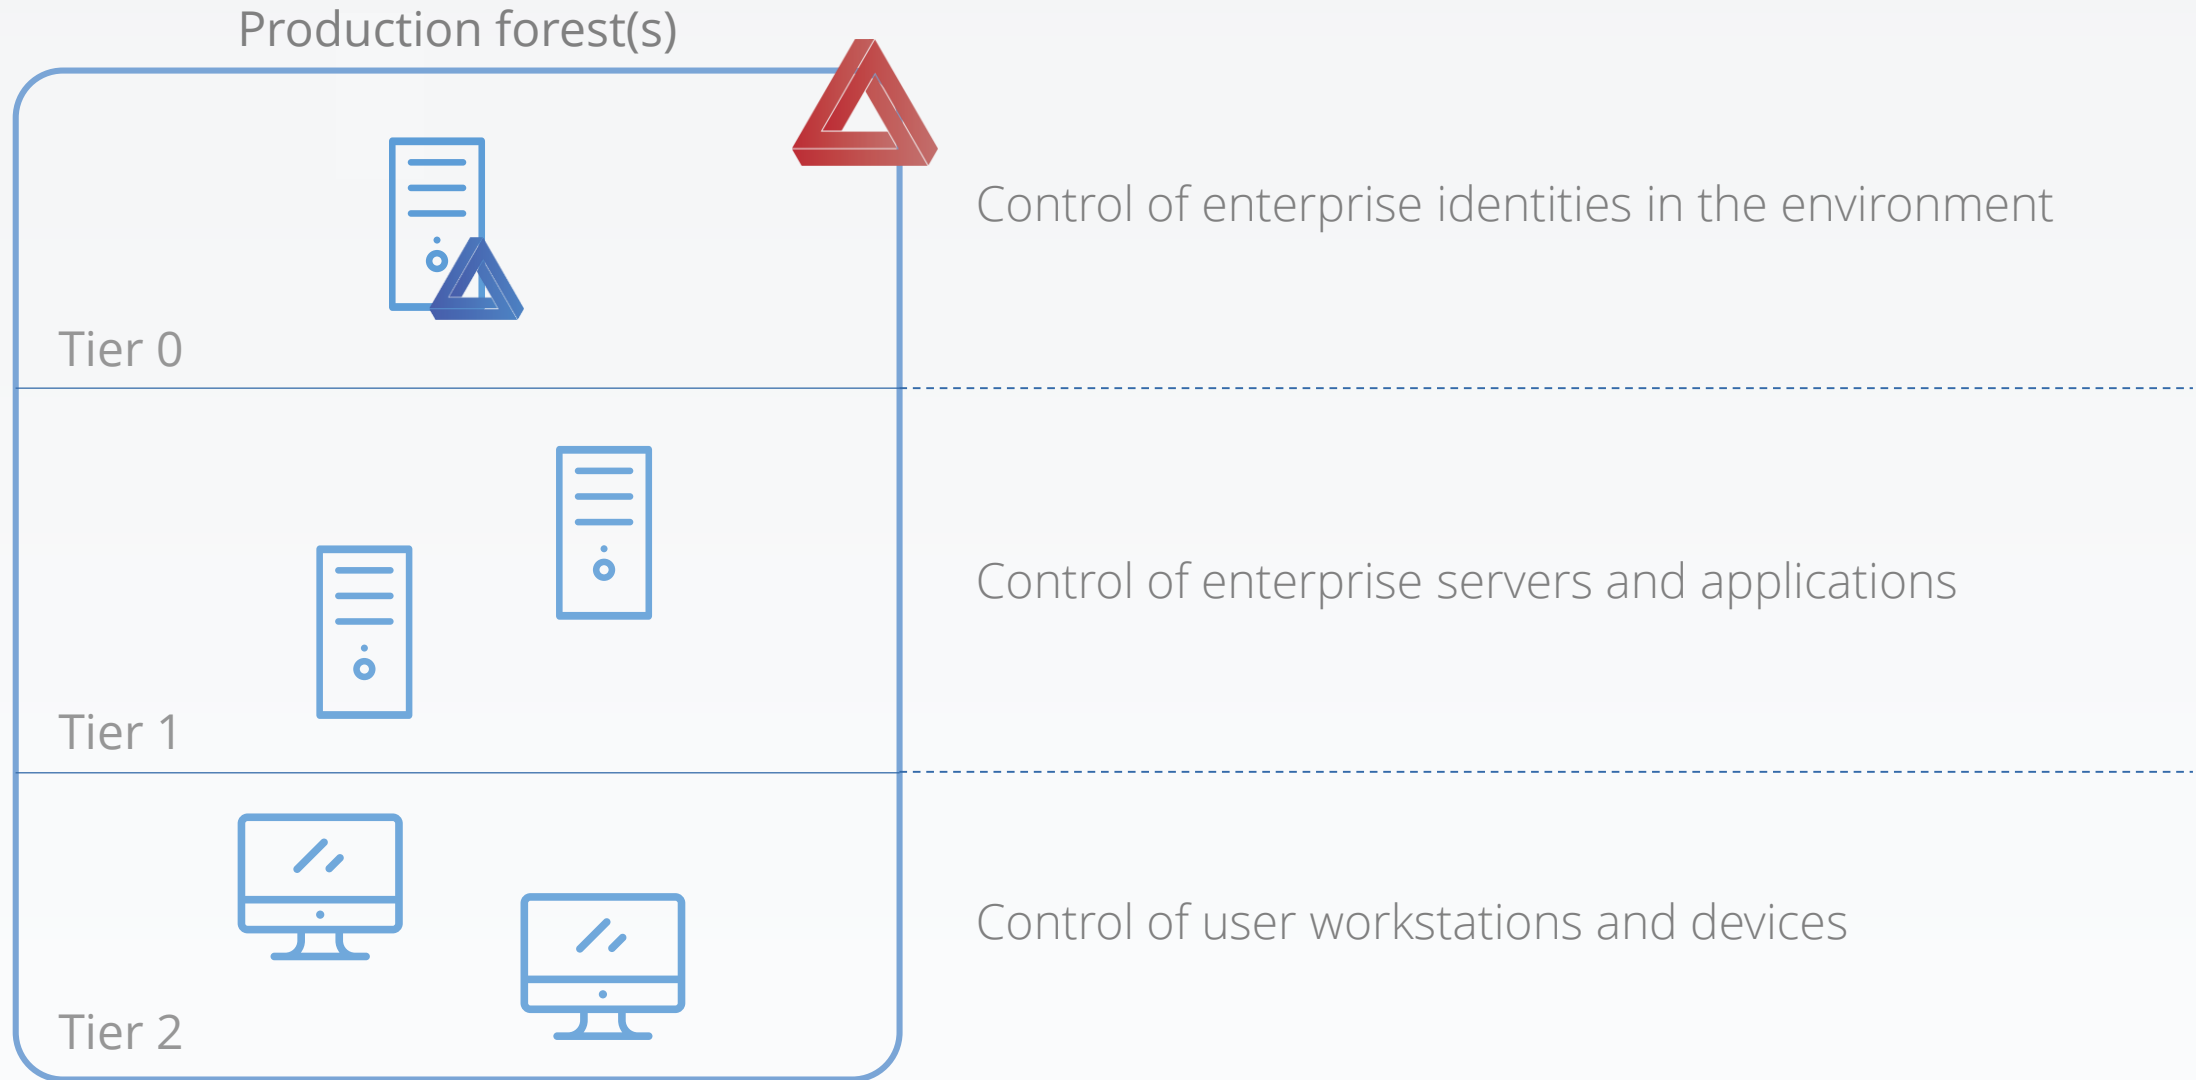 Production forest(s)
Control of enterprise identities in the environment
Tier 0
Control of enterprise servers and applications
Tier 1
Control of user workstations and devices
Tier 2